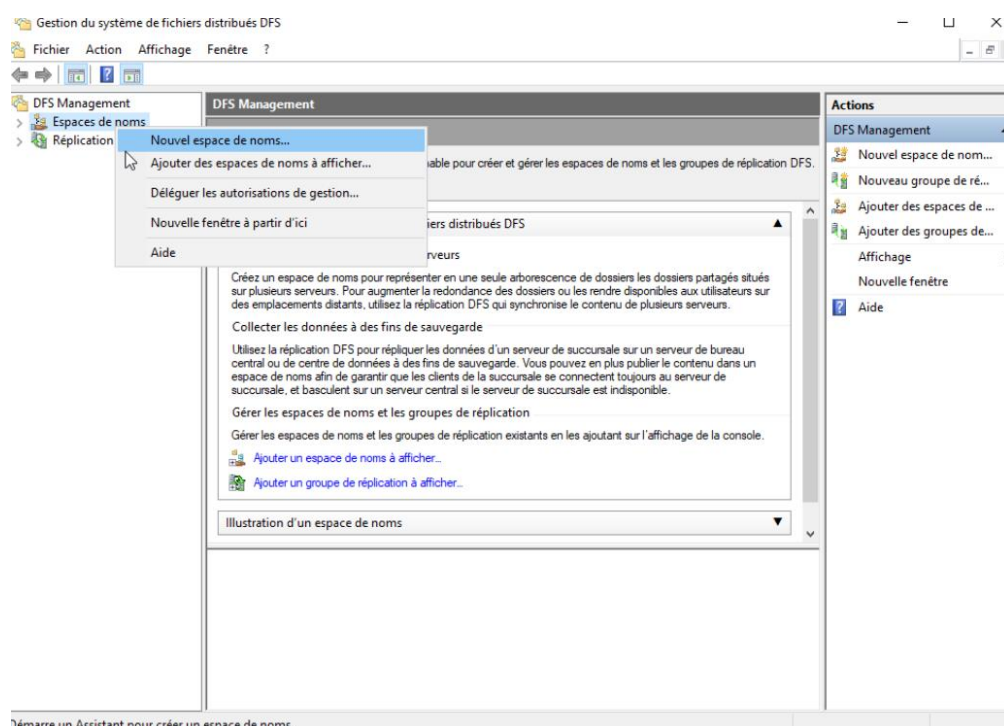 Gestion du système de fichiers distribués DFS
Fichier Action Affichage Fenêtre ?
DFS Management
Espaces de noms
Réplication
Nouvel espace de noms...
Ajouter des espaces de noms à afficher...
Déléguer les autorisations de gestion...
Nouvelle fenêtre à partir d'ici
Aide
DFS Management
pour créer et gérer les espaces de noms et les groupes de réplication DFS.
distribués DFS
Créez un espace de noms pour représenter en une seule arborescence de dossiers les dossiers partagés situés
sur plusieurs serveurs. Pour augmenter la redondance des dossiers ou les rendre disponibles aux utilisateurs sur
des emplacements distants, utilisez la réplication DFS qui synchronise le contenu de plusieurs serveurs.
Collecter les données à des fins de sauvegarde
Utilisez la réplication DFS pour répliquer les données d'un serveur de succursale sur un serveur de bureau
central ou de centre de données à des fins de sauvegarde. Vous pouvez en plus publier le contenu dans un
espace de noms afin de garantir que les clients de la succursale se connectent toujours au serveur de
succursale, et basculent sur un serveur central si le serveur de succursale est indisponible.
Gérer les espaces de noms et les groupes de réplication
Gérer les espaces de noms et les groupes de réplication existants en les ajoutant sur l'affichage de la console.
Ajouter un espace de noms à afficher...
Ajouter un groupe de réplication à afficher...
Illustration d'un espace de noms
Actions
DFS Management
Nouvel espace de nom...
Nouveau groupe de ré...
Ajouter des espaces de ...
Ajouter des groupes de...
Affichage
Nouvelle fenêtre
Aide
Démarre un Assistant pour créer un espace de noms